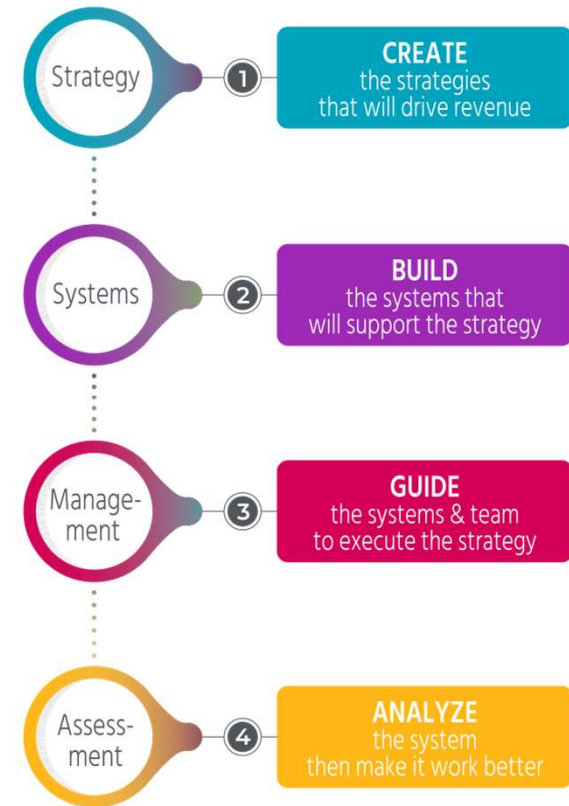 Strategy
1
CREATE
the strategies
that will drive revenue
Systems
2
BUILD
the systems that
will support the strategy
Manage-
ment
3
GUIDE
the systems & team
to execute the strategy
Assess-
ment
4
ANALYZE
the system
then make it work better